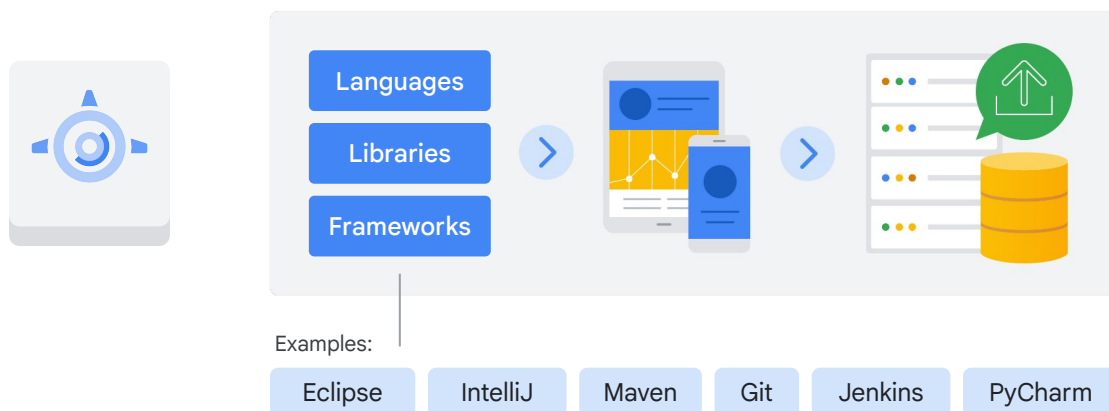 Languages
Libraries
Frameworks
Examples:
Eclipse IntelliJ Maven Git Jenkins PyCharm